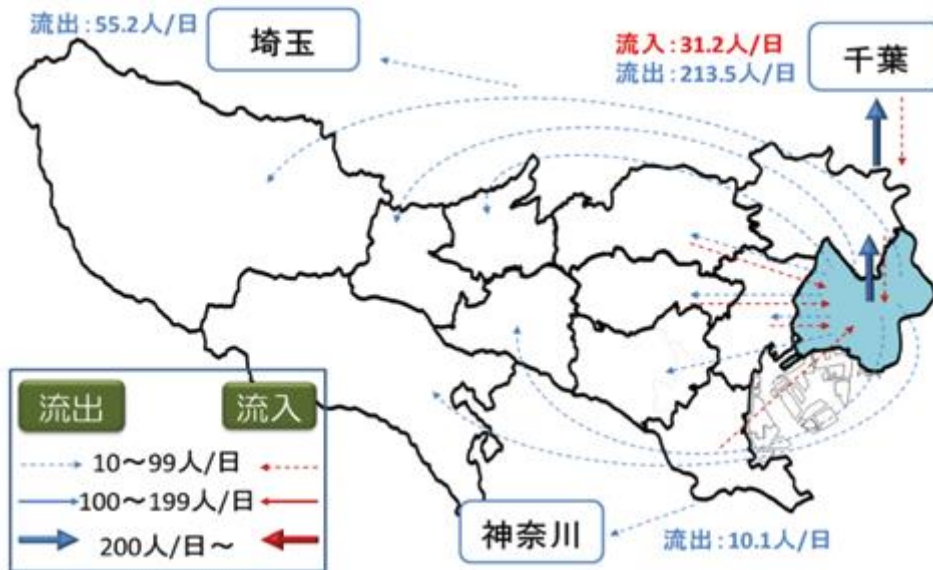 流出:55.2人/日
埼玉
流入:31.2人/日
流出:213.5人/日
千葉
流出
流入
10～99人/日
100～199人/日
200人/日～
神奈川
流出:10.1人/日